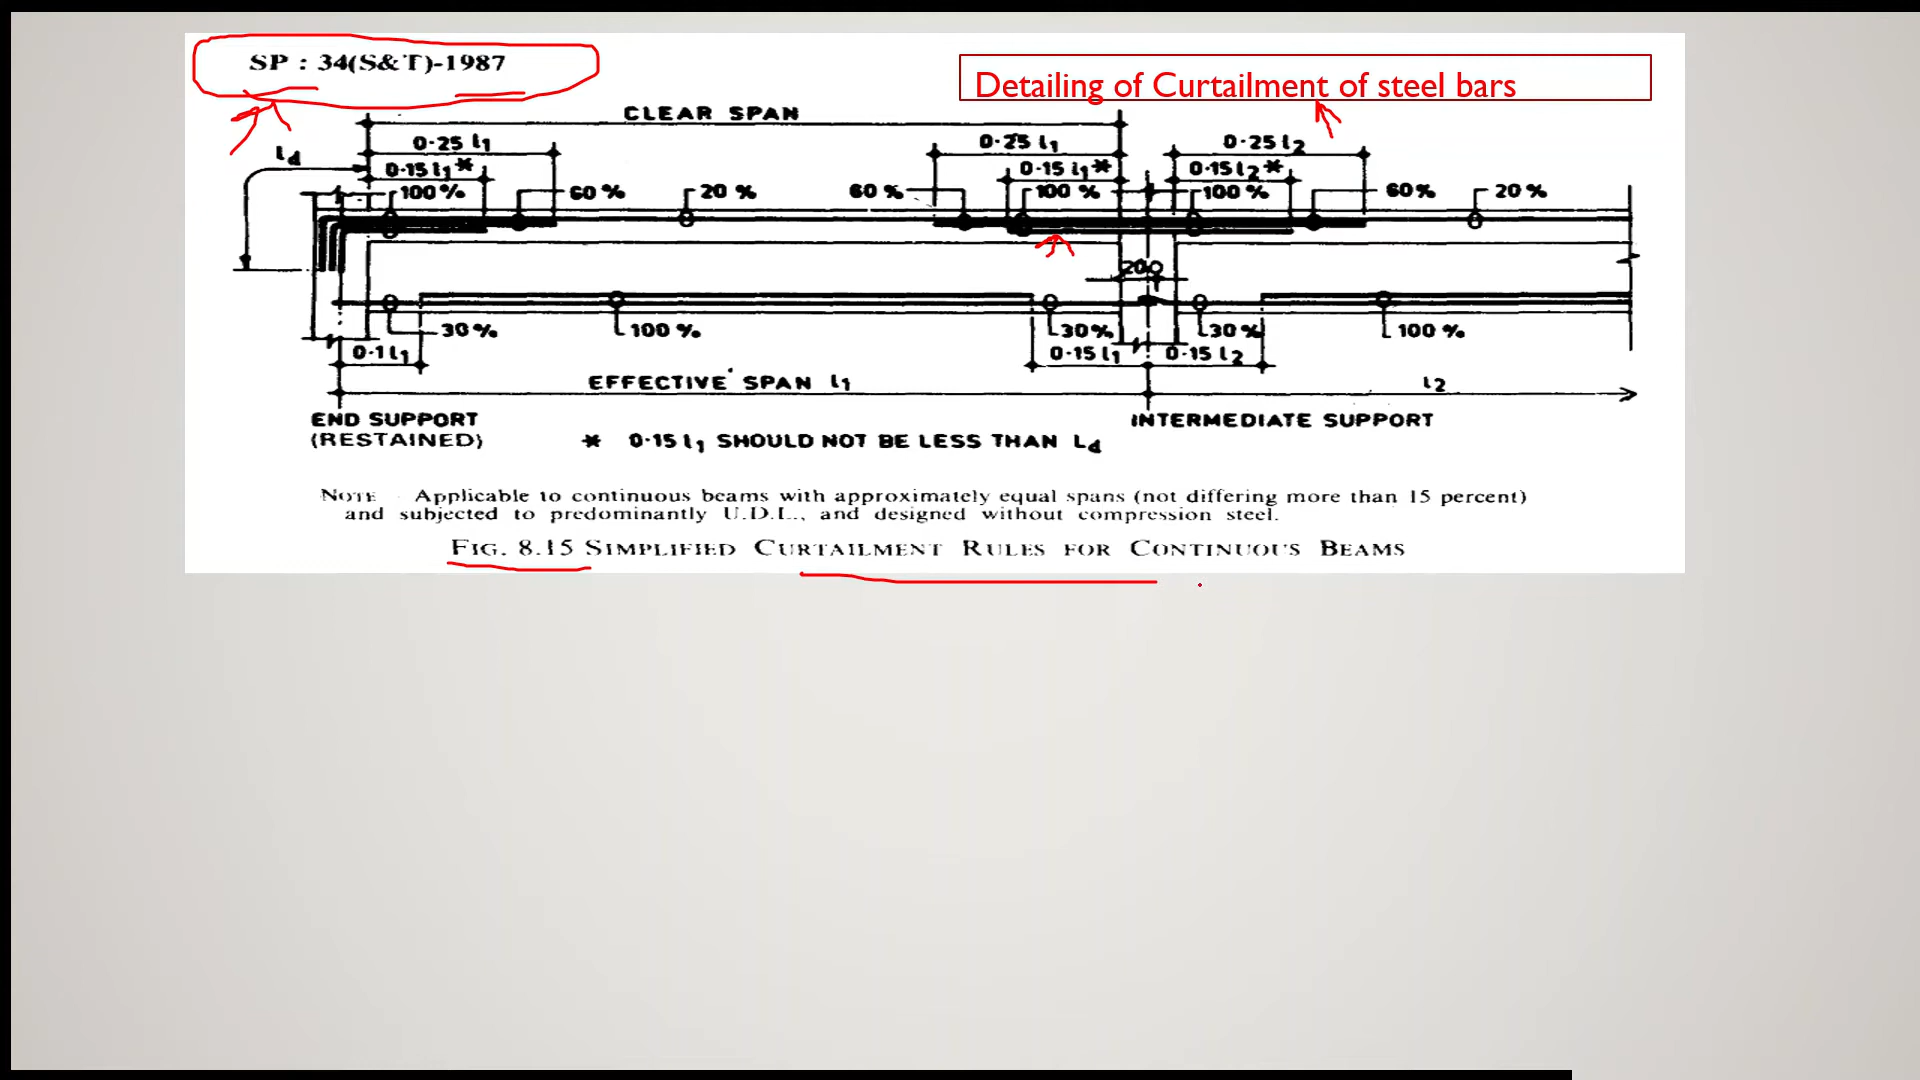 SP : 34(S&T)-1987
Detailing of Curtailment of steel bars
CLEAR SPAN
0·25 l1 0·25 l1 0·25 l2
ld 0·15 l1* 0·15 l1* 0·15 l2*
100 % 60 % 20 % 60 % 100 % 100 % 60 % 20 %
20Φ
30 % 100 % 30 % 30 % 100 %
0·1 l1 0·15 l1 0·15 l2
EFFECTIVE SPAN l1 l2
END SUPPORT INTERMEDIATE SUPPORT
(RESTAINED) * 0·15 l1 SHOULD NOT BE LESS THAN Ld
NOTE Applicable to continuous beams with approximately equal spans (not differing more than 15 percent)
and subjected to predominantly U.D.L., and designed without compression steel.
FIG. 8.15 SIMPLIFIED CURTAILMENT RULES FOR CONTINUOUS BEAMS